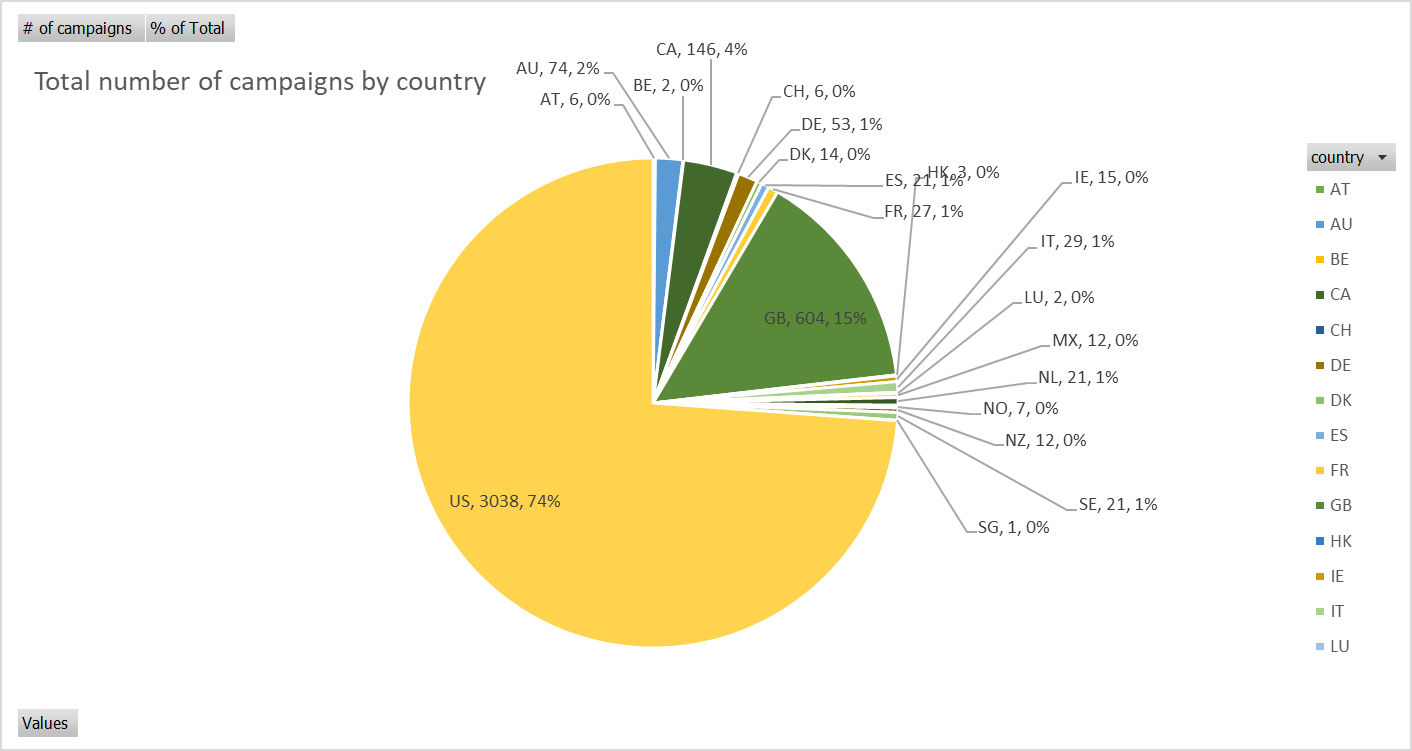 # of campaigns
% of Total
Total number of campaigns by country
CA, 146, 4%
AU, 74, 2%
BE, 2, 0%
AT, 6, 0%
CH, 6, 0%
DE, 53, 1%
DK, 14, 0%
HK, 3, 0%
ES, 21, 1%
FR, 27, 1%
IE, 15, 0%
IT, 29, 1%
LU, 2, 0%
GB, 604, 15%
MX, 12, 0%
NL, 21, 1%
NO, 7, 0%
NZ, 12, 0%
US, 3038, 74%
SE, 21, 1%
SG, 1, 0%
country
AT
AU
BE
CA
CH
DE
DK
ES
FR
GB
HK
IE
IT
LU
Values